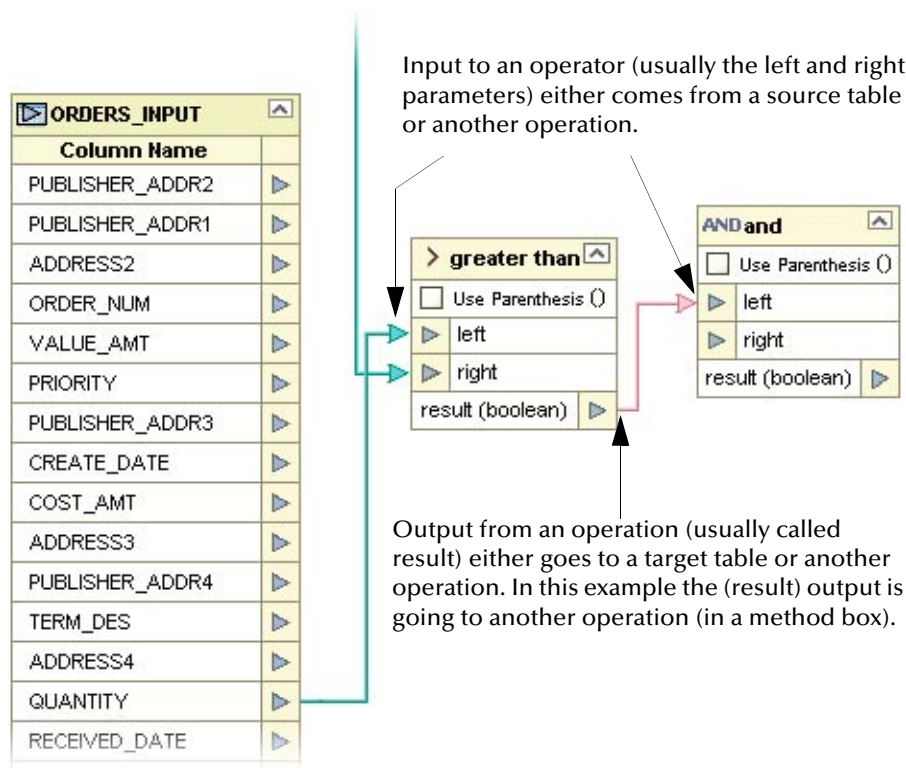 Input to an operator (usually the left and right
parameters) either comes from a source table
or another operation.
ORDERS_INPUT
Column Name
PUBLISHER_ADDR2
PUBLISHER_ADDR1
ADDRESS2
ORDER_NUM
VALUE_AMT
PRIORITY
PUBLISHER_ADDR3
CREATE_DATE
COST_AMT
ADDRESS3
PUBLISHER_ADDR4
TERM_DES
ADDRESS4
QUANTITY
RECEIVED_DATE
> greater than
Use Parenthesis ()
left
right
result (boolean)
AND and
Use Parenthesis ()
left
right
result (boolean)
Output from an operation (usually called
result) either goes to a target table or another
operation. In this example the (result) output is
going to another operation (in a method box).